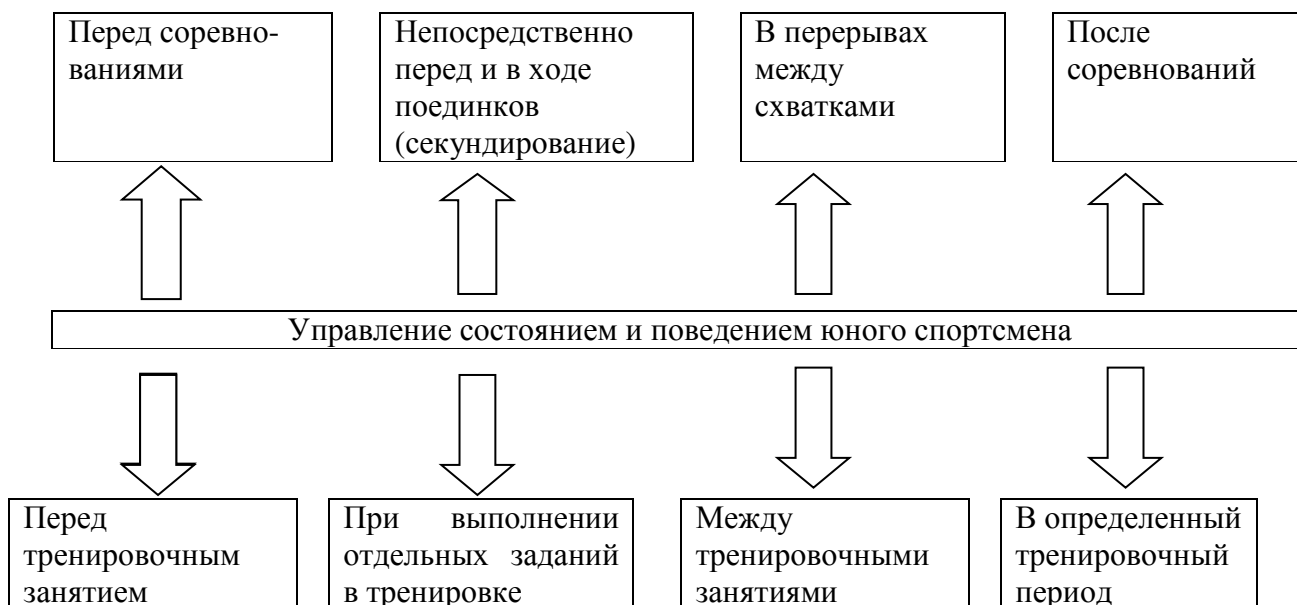 Перед соревно-
ваниями
Непосредственно
перед и в ходе
поединков
(секундирование)
В перерывах
между
схватками
После
соревнований
Управление состоянием и поведением юного спортсмена
Перед
тренировочным
занятием
При выполнении
отдельных заданий
в тренировке
Между
тренировочными
занятиями
В определенный
тренировочный
период